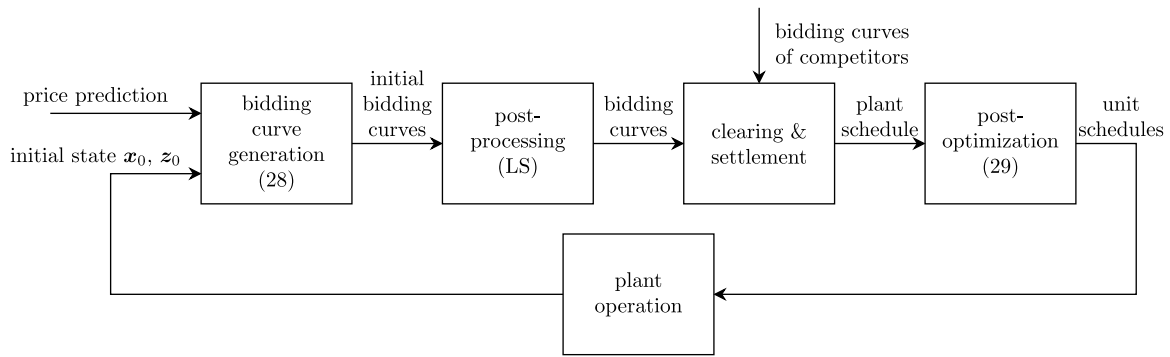 bidding curves
of competitors
price prediction
initial state x₀, z₀
bidding
curve
generation
(28)
initial
bidding
curves
post-
processing
(LS)
bidding
curves
clearing &
settlement
plant
schedule
post-
optimization
(29)
unit
schedules
plant
operation